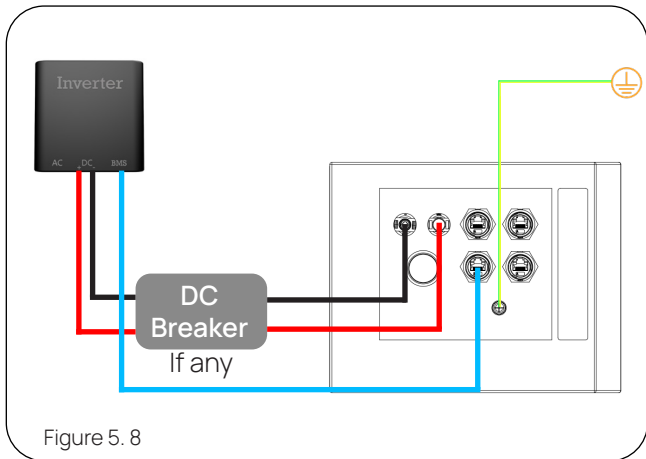 Inverter
AC + DC - BMS
DC
Breaker
If any
Figure 5. 8